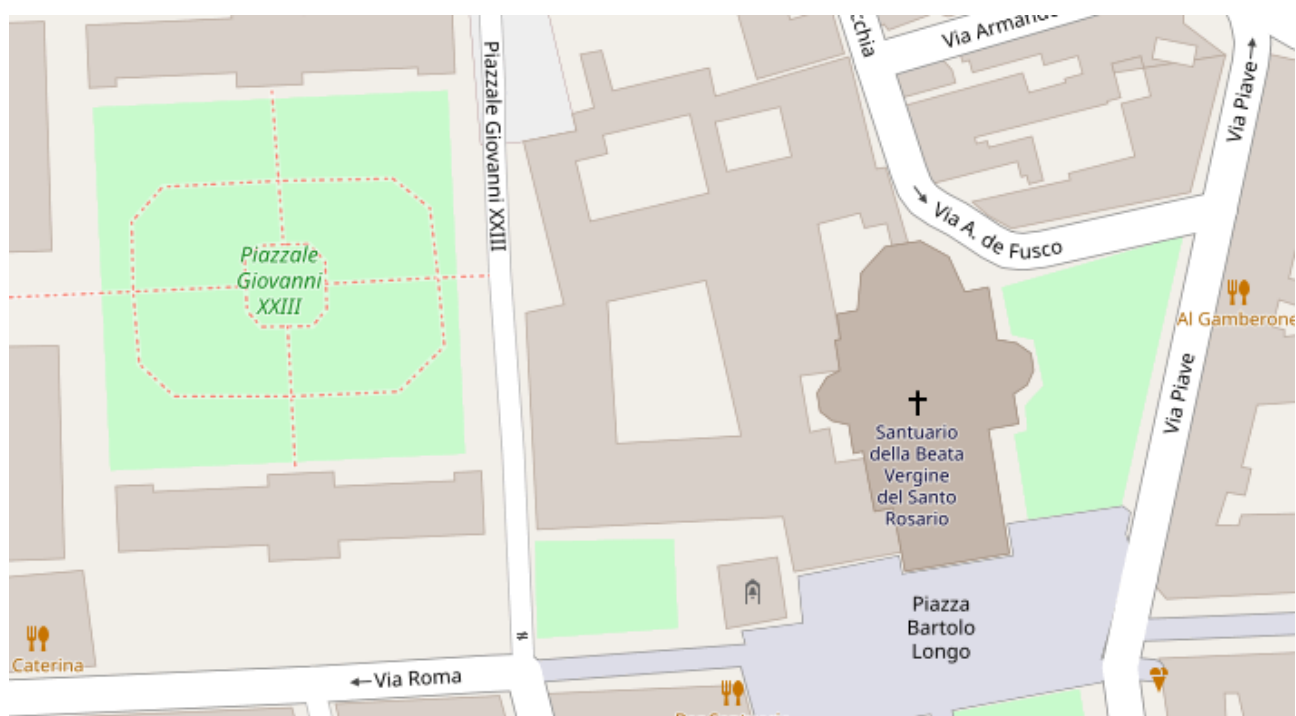 cchia
Via Armando
Via Piave
Piazzale Giovanni XXIII
Piazzale
Giovanni
XXIII
Via A. de Fusco
Al Gamberone
Via Piave
Santuario
della Beata
Vergine
del Santo
Rosario
Piazza
Bartolo
Longo
Caterina
Via Roma